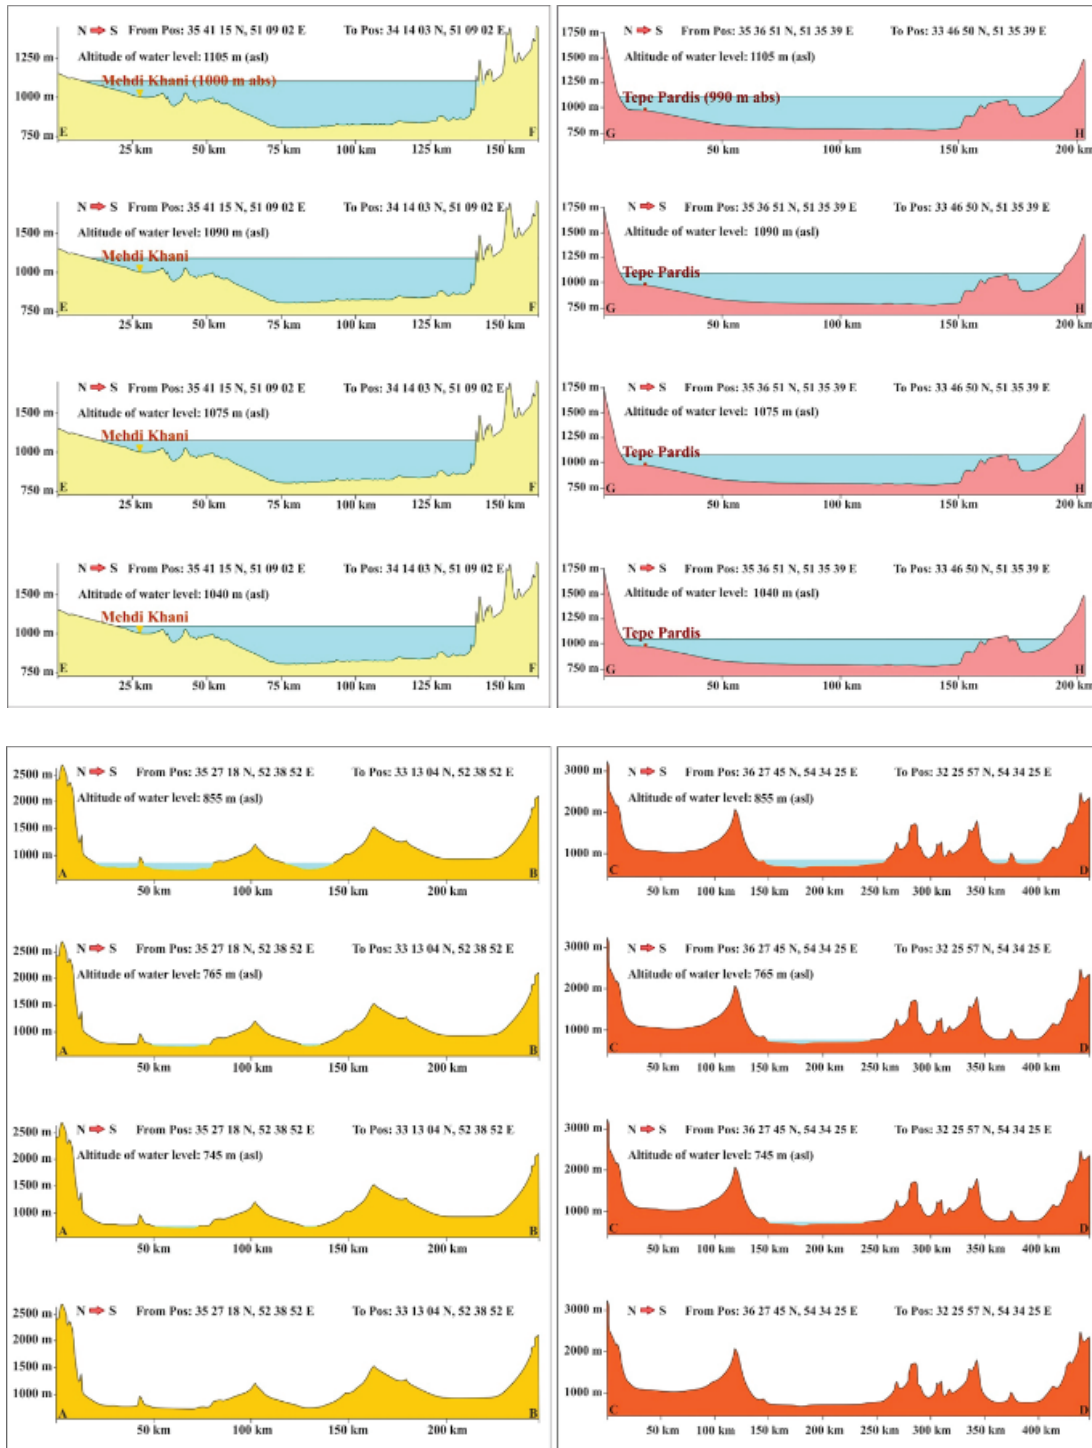 N S From Pos: 35 41 15 N, 51 09 02 E To Pos: 34 14 03 N, 51 09 02 E
Altitude of water level: 1105 m (asl)
1250 m
Mehdi Khani (1000 m abs)
1000 m
750 m
E F
25 km 50 km 75 km 100 km 125 km 150 km
N S From Pos: 35 41 15 N, 51 09 02 E To Pos: 34 14 03 N, 51 09 02 E
1500 m
Altitude of water level: 1090 m (asl)
Mehdi Khani
1000 m
750 m
E F
25 km 50 km 75 km 100 km 125 km 150 km
N S From Pos: 35 41 15 N, 51 09 02 E To Pos: 34 14 03 N, 51 09 02 E
1500 m
Altitude of water level: 1075 m (asl)
Mehdi Khani
1000 m
750 m
E F
25 km 50 km 75 km 100 km 125 km 150 km
N S From Pos: 35 41 15 N, 51 09 02 E To Pos: 34 14 03 N, 51 09 02 E
1500 m
Altitude of water level: 1040 m (asl)
Mehdi Khani
1000 m
750 m
E F
25 km 50 km 75 km 100 km 125 km 150 km
1750 m
N S From Pos: 35 36 51 N, 51 35 39 E To Pos: 33 46 50 N, 51 35 39 E
1500 m
Altitude of water level: 1105 m (asl)
1250 m
Tepe Pardis (990 m abs)
1000 m
750 m
G H
50 km 100 km 150 km 200 km
1750 m
N S From Pos: 35 36 51 N, 51 35 39 E To Pos: 33 46 50 N, 51 35 39 E
1500 m
Altitude of water level: 1090 m (asl)
1250 m
Tepe Pardis
1000 m
750 m
G H
50 km 100 km 150 km 200 km
1750 m
N S From Pos: 35 36 51 N, 51 35 39 E To Pos: 33 46 50 N, 51 35 39 E
1500 m
Altitude of water level: 1075 m (asl)
1250 m
Tepe Pardis
1000 m
750 m
G H
50 km 100 km 150 km 200 km
1750 m
N S From Pos: 35 36 51 N, 51 35 39 E To Pos: 33 46 50 N, 51 35 39 E
1500 m
Altitude of water level: 1040 m (asl)
1250 m
Tepe Pardis
1000 m
750 m
G H
50 km 100 km 150 km 200 km
2500 m
N S From Pos: 35 27 18 N, 52 38 52 E To Pos: 33 13 04 N, 52 38 52 E
2000 m
Altitude of water level: 855 m (asl)
1500 m
1000 m
A B
50 km 100 km 150 km 200 km
N S From Pos: 35 27 18 N, 52 38 52 E To Pos: 33 13 04 N, 52 38 52 E
2500 m
2000 m
Altitude of water level: 765 m (asl)
1500 m
1000 m
A B
50 km 100 km 150 km 200 km
N S From Pos: 35 27 18 N, 52 38 52 E To Pos: 33 13 04 N, 52 38 52 E
2500 m
2000 m
Altitude of water level: 745 m (asl)
1500 m
1000 m
A B
50 km 100 km 150 km 200 km
N S From Pos: 35 27 18 N, 52 38 52 E To Pos: 33 13 04 N, 52 38 52 E
2500 m
2000 m
1500 m
1000 m
A B
50 km 100 km 150 km 200 km
3000 m
N S From Pos: 36 27 45 N, 54 34 25 E To Pos: 32 25 57 N, 54 34 25 E
Altitude of water level: 855 m (asl)
2000 m
1000 m
C D
50 km 100 km 150 km 200 km 250 km 300 km 350 km 400 km
N S From Pos: 36 27 45 N, 54 34 25 E To Pos: 32 25 57 N, 54 34 25 E
3000 m
Altitude of water level: 765 m (asl)
2000 m
1000 m
C D
50 km 100 km 150 km 200 km 250 km 300 km 350 km 400 km
N S From Pos: 36 27 45 N, 54 34 25 E To Pos: 32 25 57 N, 54 34 25 E
3000 m
Altitude of water level: 745 m (asl)
2000 m
1000 m
C D
50 km 100 km 150 km 200 km 250 km 300 km 350 km 400 km
N S From Pos: 36 27 45 N, 54 34 25 E To Pos: 32 25 57 N, 54 34 25 E
3000 m
2000 m
1000 m
C D
50 km 100 km 150 km 200 km 250 km 300 km 350 km 400 km